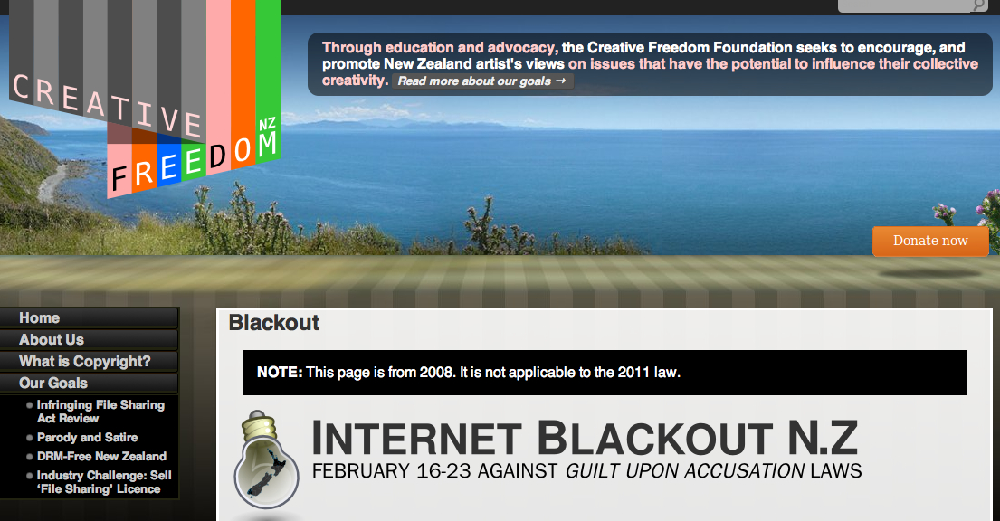 CREATIVE
FREEDOM
NZ
Through education and advocacy, the Creative Freedom Foundation seeks to encourage, and
promote New Zealand artist's views on issues that have the potential to influence their collective
creativity. Read more about our goals →
Donate now
Home
About Us
What is Copyright?
Our Goals
Infringing File Sharing
Act Review
Parody and Satire
DRM-Free New Zealand
Industry Challenge: Sell
‘File Sharing’ Licence
Blackout
NOTE: This page is from 2008. It is not applicable to the 2011 law.
INTERNET BLACKOUT N.Z
FEBRUARY 16-23 AGAINST GUILT UPON ACCUSATION LAWS